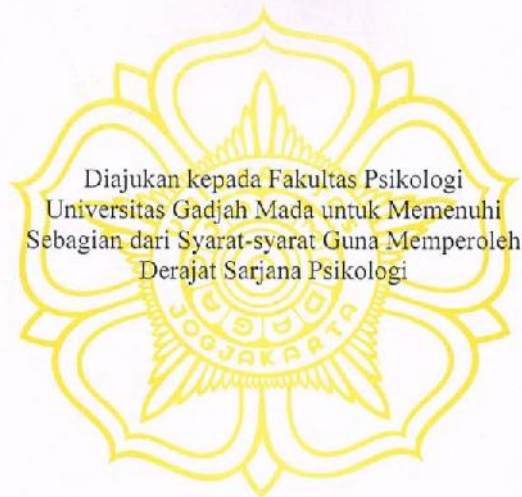 Diajukan kepada Fakultas Psikologi
Universitas Gadjah Mada untuk Memenuhi
Sebagian dari Syarat-syarat Guna Memperoleh
Derajat Sarjana Psikologi
JOGJAKARTA